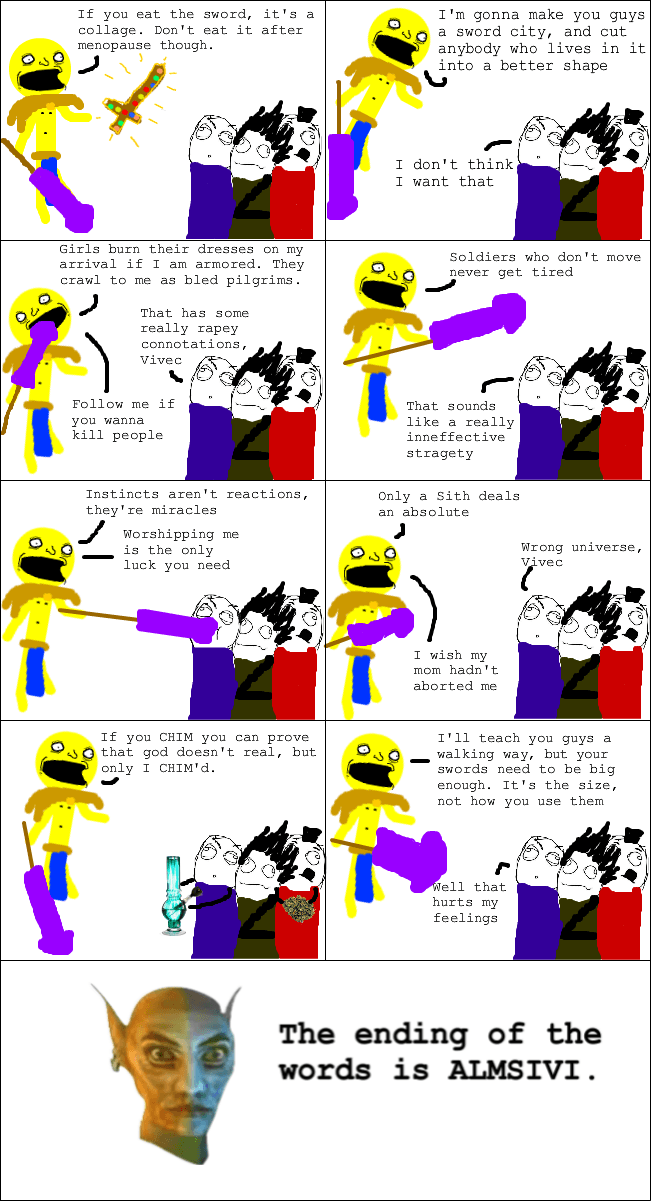 If you eat the sword, it's a
collage. Don't eat it after
menopause though.
I'm gonna make you guys
a sword city, and cut
anybody who lives in it
into a better shape
I don't think
I want that
Girls burn their dresses on my
arrival if I am armored. They
crawl to me as bled pilgrims.
That has some
really rapey
connotations,
Vivec
Follow me if
you wanna
kill people
Soldiers who don't move
never get tired
That sounds
like a really
inneffective
stragety
Instincts aren't reactions,
they're miracles
Worshipping me
is the only
luck you need
Only a Sith deals
an absolute
Wrong universe,
Vivec
I wish my
mom hadn't
aborted me
If you CHIM you can prove
that god doesn't real, but
only I CHIM'd.
I'll teach you guys a
walking way, but your
swords need to be big
enough. It's the size,
not how you use them
Well that
hurts my
feelings
The ending of the
words is ALMSIVI.